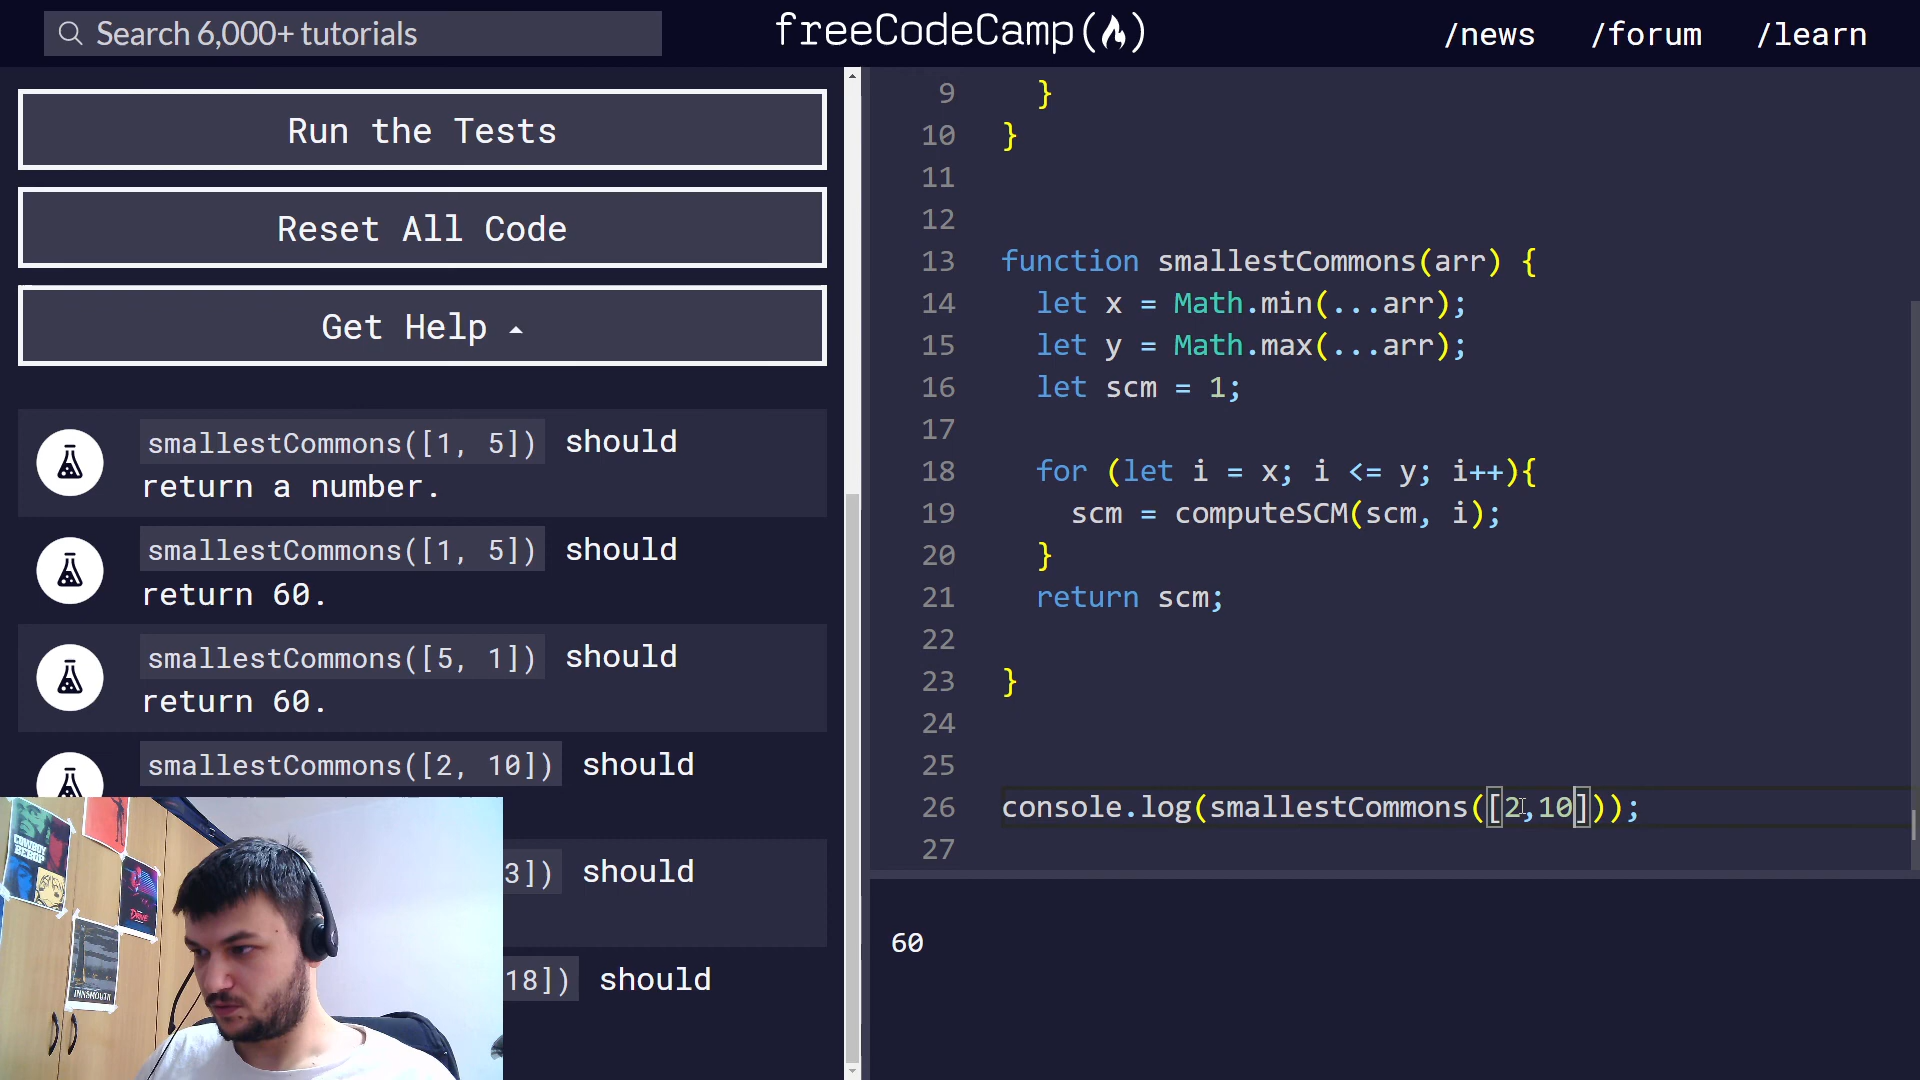 Search 6,000+ tutorials
freeCodeCamp
/news
/forum
/learn
Run the Tests
Reset All Code
Get Help
smallestCommons([1, 5]) should
return a number.
smallestCommons([1, 5]) should
return 60.
smallestCommons([5, 1]) should
return 60.
smallestCommons([2, 10]) should
3]) should
18]) should
COWBOY
BEBOP
DRIVE
INNSMOUTH
9 }
10 }
11
12
13 function smallestCommons(arr) {
14 let x = Math.min(...arr);
15 let y = Math.max(...arr);
16 let scm = 1;
17
18 for (let i = x; i <= y; i++){
19 scm = computeSCM(scm, i);
20 }
21 return scm;
22
23 }
24
25
26 console.log(smallestCommons([2,10]));
27
60